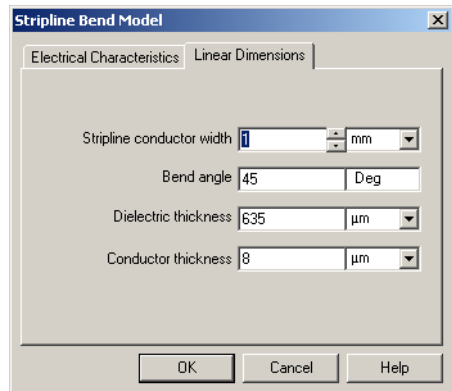 Stripline Bend Model
Electrical Characteristics Linear Dimensions
Stripline conductor width 1 mm
Bend angle 45 Deg
Dielectric thickness 635 µm
Conductor thickness 8 µm
OK Cancel Help